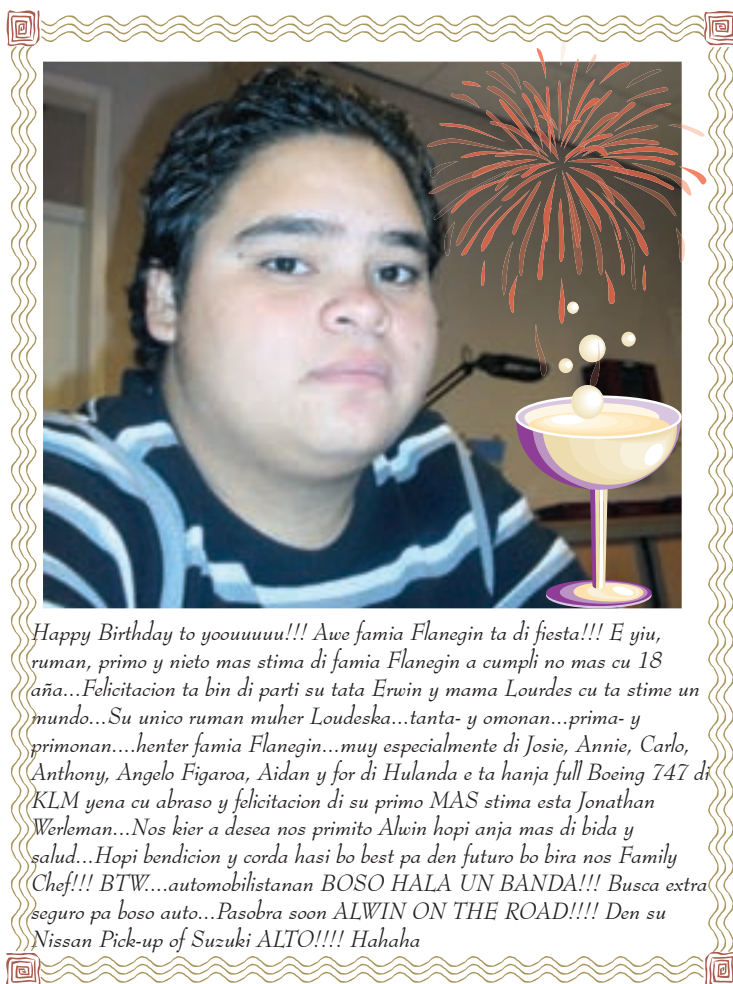 Happy Birthday to yoouuuuu!!! Awe famia Flanegin ta di fiesta!!! E yiu,
ruman, primo y nieto mas stima di famia Flanegin a cumpli no mas cu 18
aña...Felicitacion ta bin di parti su tata Erwin y mama Lourdes cu ta stime un
mundo...Su unico ruman muher Loudeska...tanta- y omonan...prima- y
primonan....henter famia Flanegin...muy especialmente di Josie, Annie, Carlo,
Anthony, Angelo Figaroa, Aidan y for di Hulanda e ta hanja full Boeing 747 di
KLM yena cu abraso y felicitacion di su primo MAS stima esta Jonathan
Werleman...Nos kier a desea nos primito Alwin hopi anja mas di bida y
salud...Hopi bendicion y corda hasi bo best pa den futuro bo bira nos Family
Chef!!! BTW....automobilistanan BOSO HALA UN BANDA!!! Busca extra
seguro pa boso auto...Pasobra soon ALWIN ON THE ROAD!!!! Den su
Nissan Pick-up of Suzuki ALTO!!!! Hahaha